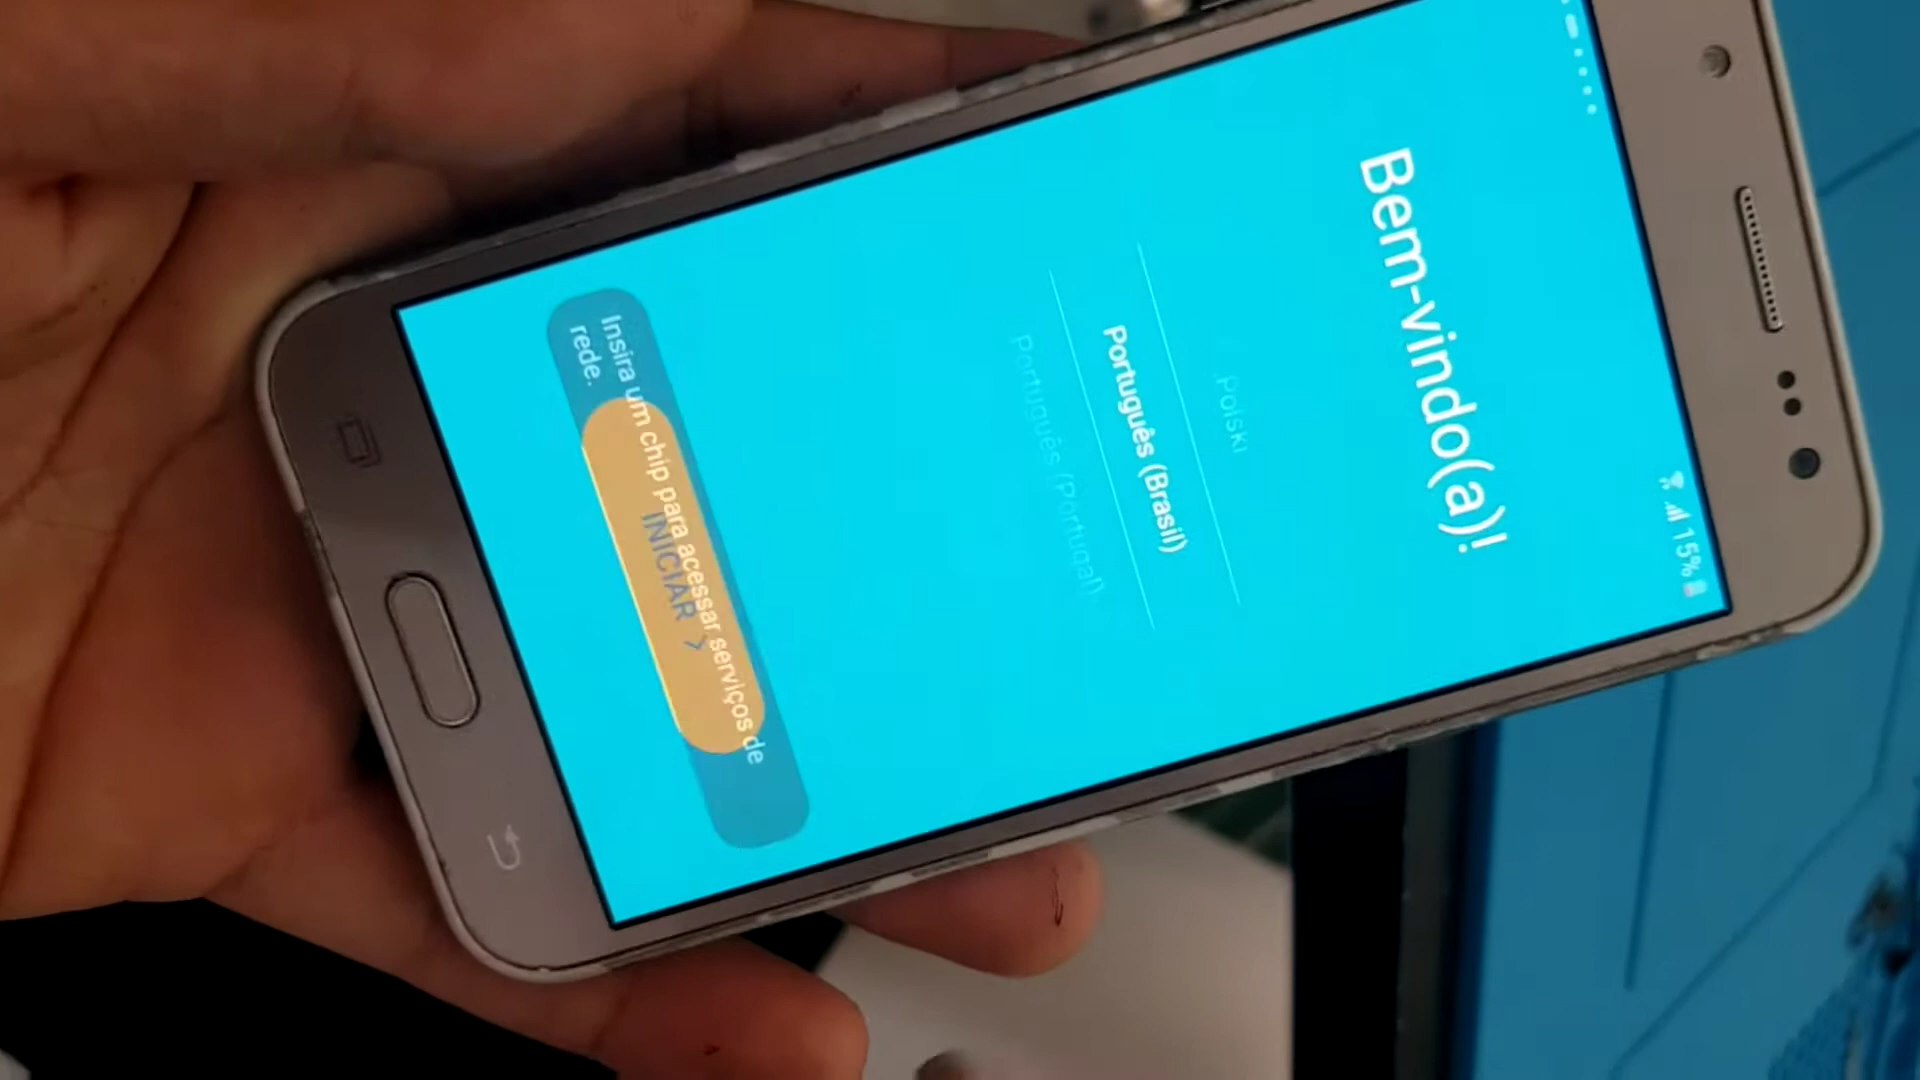 15%
Bem-vindo(a)!
Polski
Português (Brasil)
Português (Portugal)
INICIAR >
Insira um chip para acessar serviços de
rede.